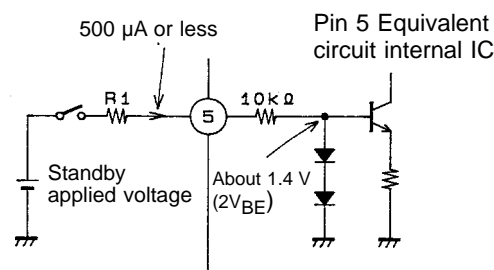 500 μA or less
Pin 5 Equivalent
circuit internal IC
R1
5
10kΩ
Standby
applied voltage
About 1.4 V
(2VBE)